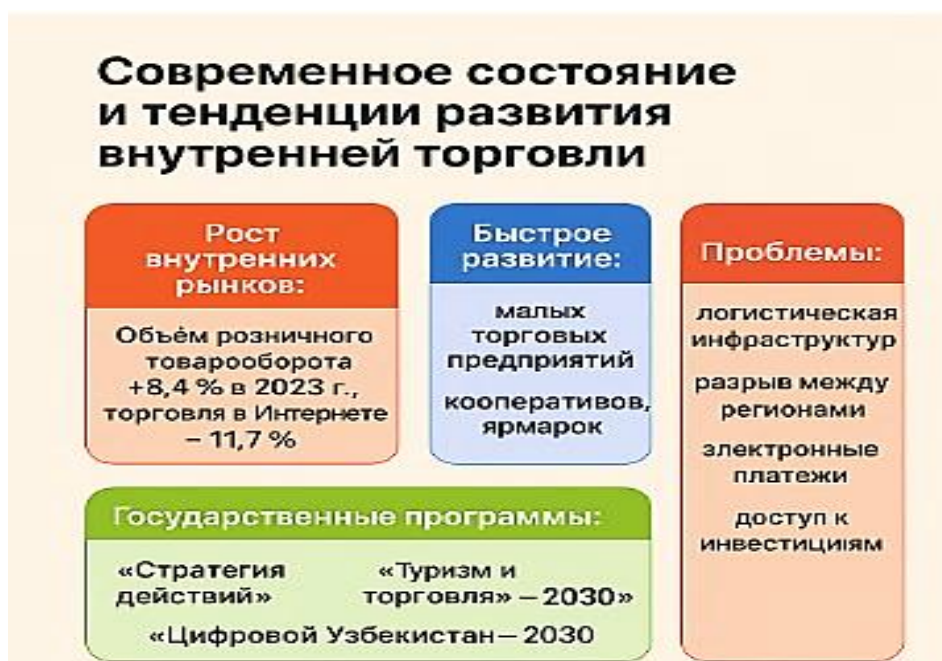 Современное состояние
и тенденции развития
внутренней торговли
Рост
внутренних
рынков:
Объём розничного
товарооборота
+8,4 % в 2023 г.,
торговля в Интернете
– 11,7 %
Быстрое
развитие:
малых
торговых
предприятий
кооперативов,
ярмарок
Проблемы:
логистическая
инфраструктур
разрыв между
регионами
злектронные
платежи
доступ к
инвестициіям
Государственные программы:
«Стратегия
действий»
«Туризм и
торговля» – 2030»
«Цифровой Узбекистан– 2030